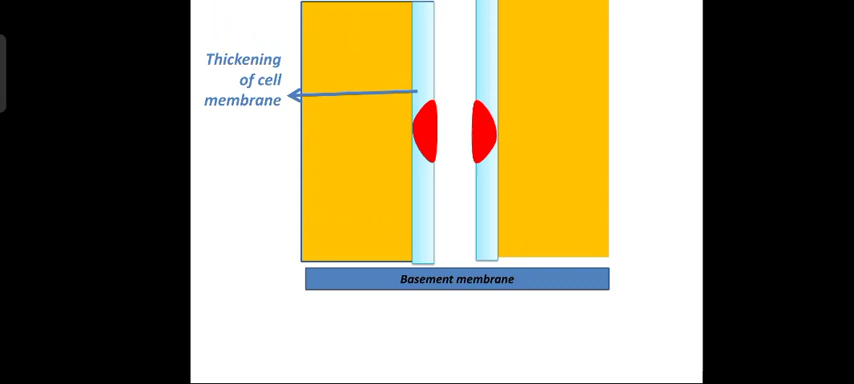 Thickening
of cell
membrane
Basement membrane